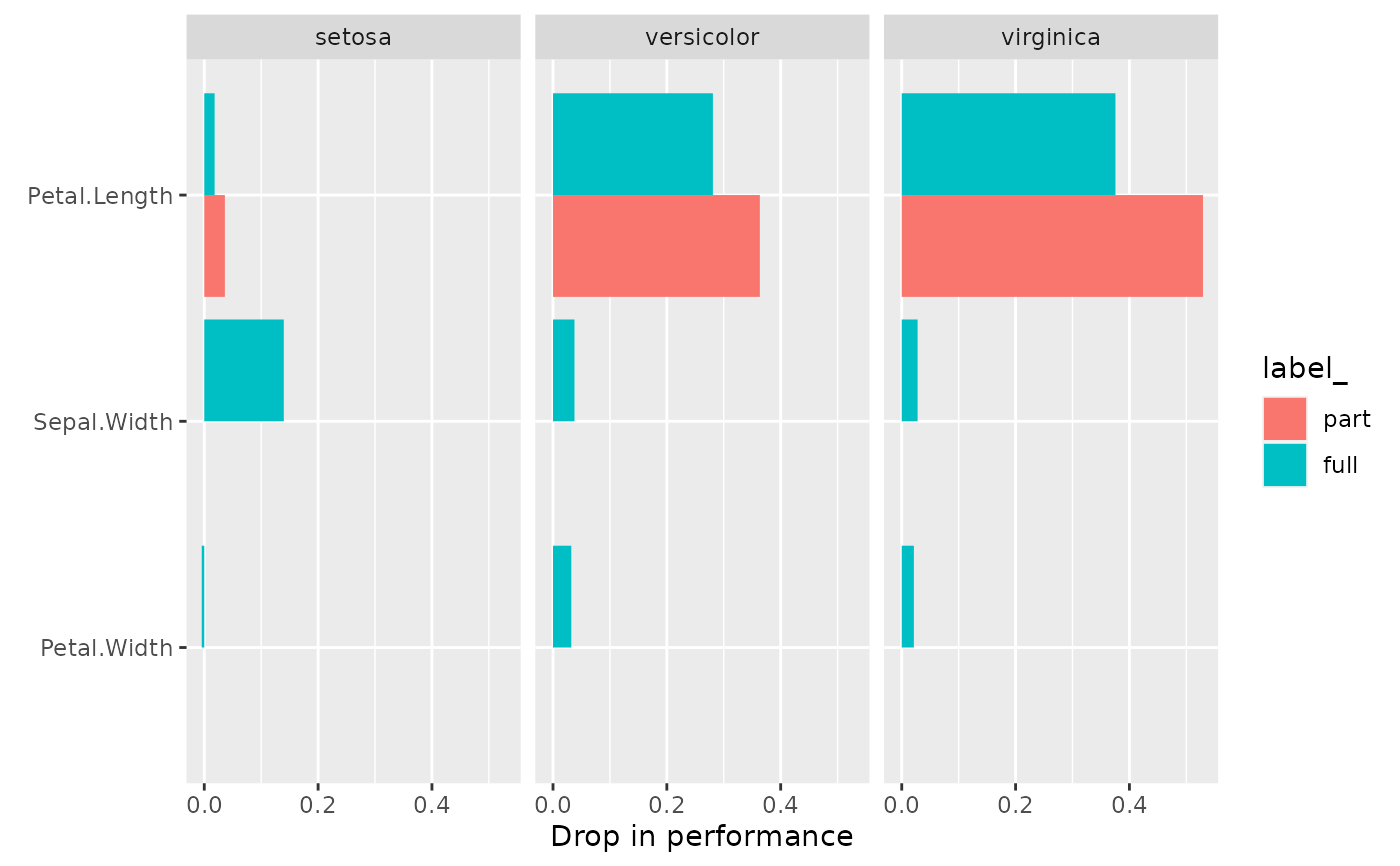 setosa versicolor virginica
Petal.Length
Sepal.Width
Petal.Width
label_
part
full
0.0 0.2 0.4 0.0 0.2 0.4 0.0 0.2 0.4
Drop in performance